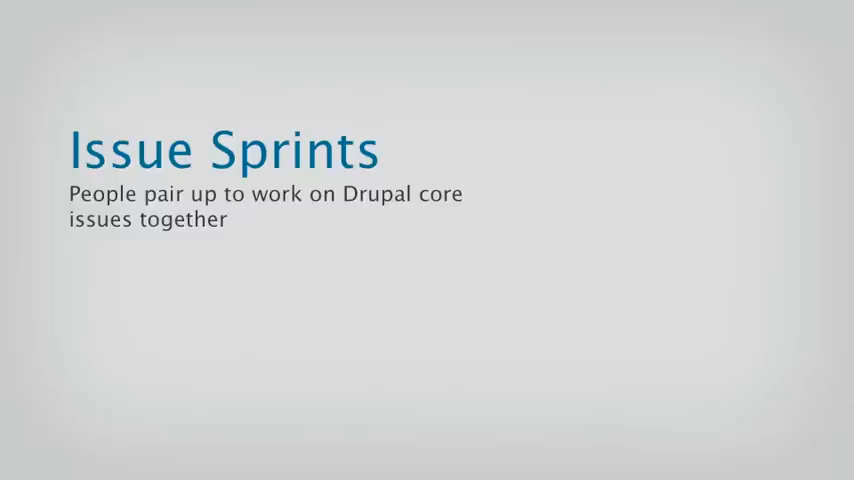 Issue Sprints
People pair up to work on Drupal core
issues together